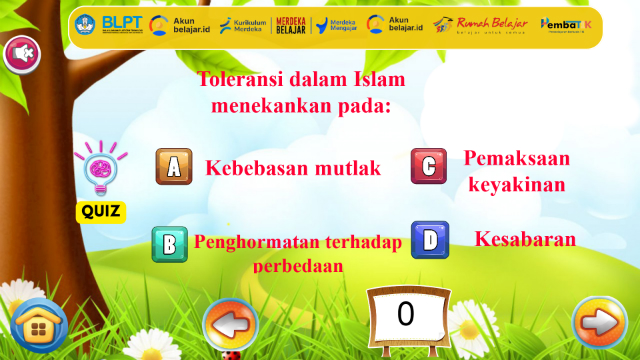 BLPT
Akun
belajar.id
Kurikulum
Merdeka
MERDEKA
BELAJAR
Merdeka
Mengajar
Akun
belajar.id
Rumah Belajar
belajar untuk semua
PembaTIK
Toleransi dalam Islam
menekankan pada:
QUIZ
A Kebebasan mutlak
B Penghormatan terhadap
perbedaan
C Pemaksaan
keyakinan
D Kesabaran
0